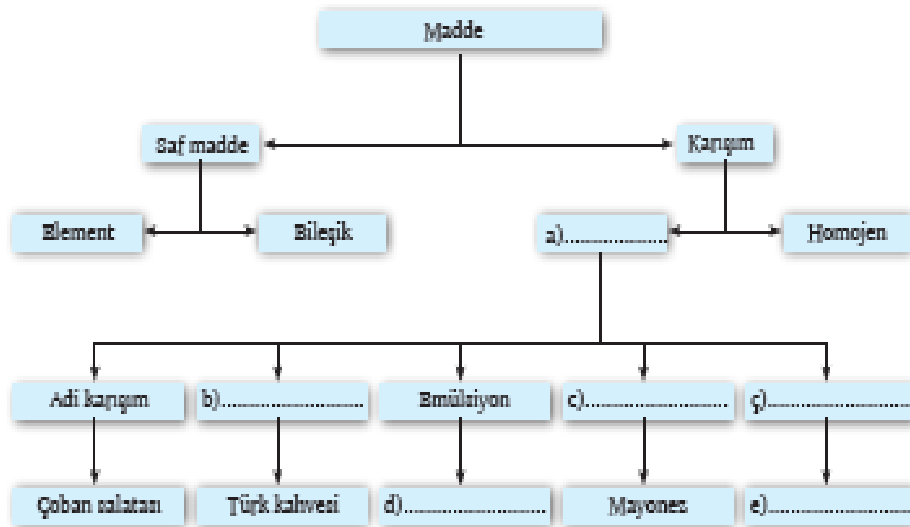 Madde
Saf madde
Karışım
Element
Bileşik
a)......................
Homojen
Adi karışım
b)..........................
Emülsiyon
c)..........................
ç)..........................
Çoban salatası
Türk kahvesi
d)..........................
Mayonez
e)..........................